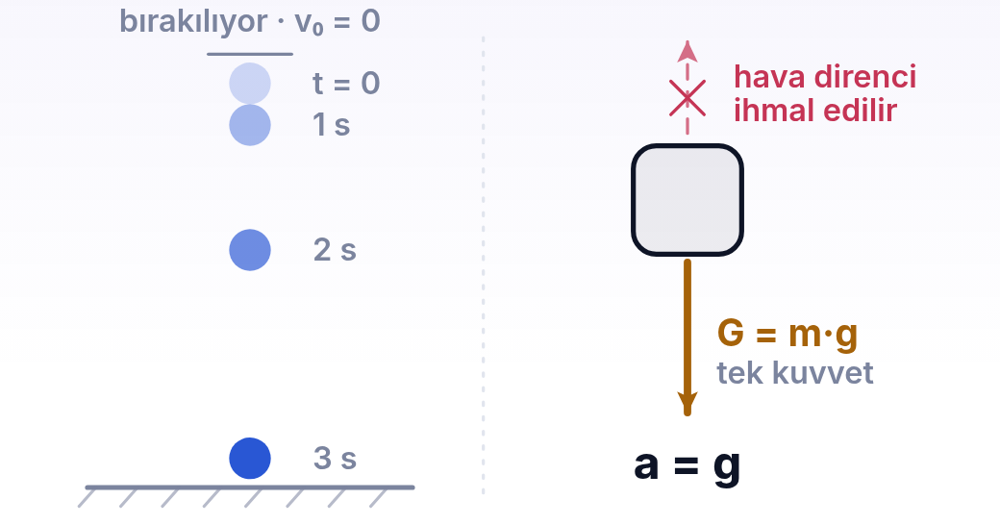 bırakılıyor · v₀ = 0
t = 0
1 s
2 s
3 s
hava direnci
ihmal edilir
G = m·g
tek kuvvet
a = g